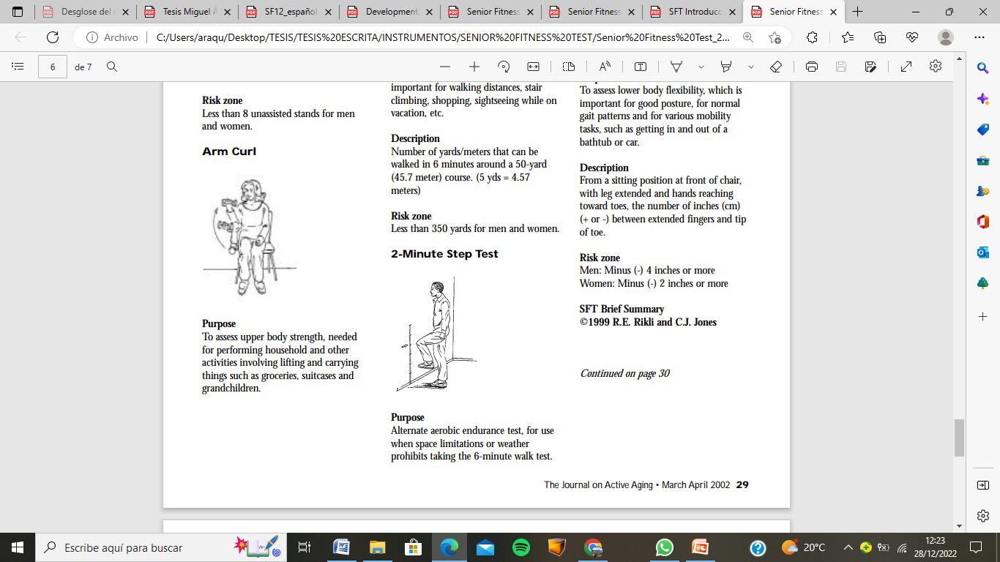 Desglose del
Tesis Miguel Á
SF12_español
Development
Senior Fitness
Senior Fitness
SFT Introducc
Senior Fitness
Archivo
C:/Users/araqu/Desktop/TESIS/TESIS%20ESCRITA/INSTRUMENTOS/SENIOR%20FITNESS%20TEST/Senior%20Fitness%20Test_2...
6
de 7
Risk zone
Less than 8 unassisted stands for men
and women.
Arm Curl
Purpose
To assess upper body strength, needed
for performing household and other
activities involving lifting and carrying
things such as groceries, suitcases and
grandchildren.
important for walking distances, stair
climbing, shopping, sightseeing while on
vacation, etc.
Description
Number of yards/meters that can be
walked in 6 minutes around a 50-yard
(45.7 meter) course. (5 yds = 4.57
meters)
Risk zone
Less than 350 yards for men and women.
2-Minute Step Test
Purpose
Alternate aerobic endurance test, for use
when space limitations or weather
prohibits taking the 6-minute walk test.
To assess lower body flexibility, which is
important for good posture, for normal
gait patterns and for various mobility
tasks, such as getting in and out of a
bathtub or car.
Description
From a sitting position at front of chair,
with leg extended and hands reaching
toward toes, the number of inches (cm)
(+ or -) between extended fingers and tip
of toe.
Risk zone
Men: Minus (-) 4 inches or more
Women: Minus (-) 2 inches or more
SFT Brief Summary
©1999 R.E. Rikli and C.J. Jones
Continued on page 30
The Journal on Active Aging • March April 2002 29
Escribe aquí para buscar
20°C
12:23
28/12/2022